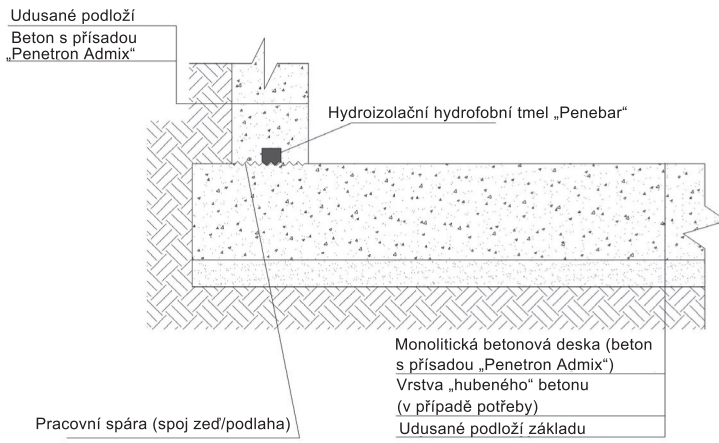 Udusané podloží
Beton s přísadou
„Penetron Admix“
Hydroizolační hydrofobní tmel „Penebar“
Monolitická betonová deska (beton
s přísadou „Penetron Admix“)
Vrstva „hubeného“ betonu
(v případě potřeby)
Udusané podloží základu
Pracovní spára (spoj zeď/podlaha)